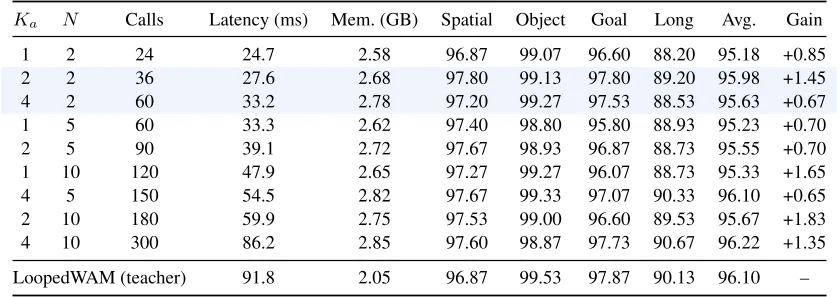 K_a N Calls Latency (ms) Mem. (GB) Spatial Object Goal Long Avg. Gain
1 2 24 24.7 2.58 96.87 99.07 96.60 88.20 95.18 +0.85
2 2 36 27.6 2.68 97.80 99.13 97.80 89.20 95.98 +1.45
4 2 60 33.2 2.78 97.20 99.27 97.53 88.53 95.63 +0.67
1 5 60 33.3 2.62 97.40 98.80 95.80 88.93 95.23 +0.70
2 5 90 39.1 2.72 97.67 98.93 96.87 88.73 95.55 +0.70
1 10 120 47.9 2.65 97.27 99.27 96.07 88.73 95.33 +1.65
4 5 150 54.5 2.82 97.67 99.33 97.07 90.33 96.10 +0.65
2 10 180 59.9 2.75 97.53 99.00 96.60 89.53 95.67 +1.83
4 10 300 86.2 2.85 97.60 98.87 97.73 90.67 96.22 +1.35
LoopedWAM (teacher) 91.8 2.05 96.87 99.53 97.87 90.13 96.10 –